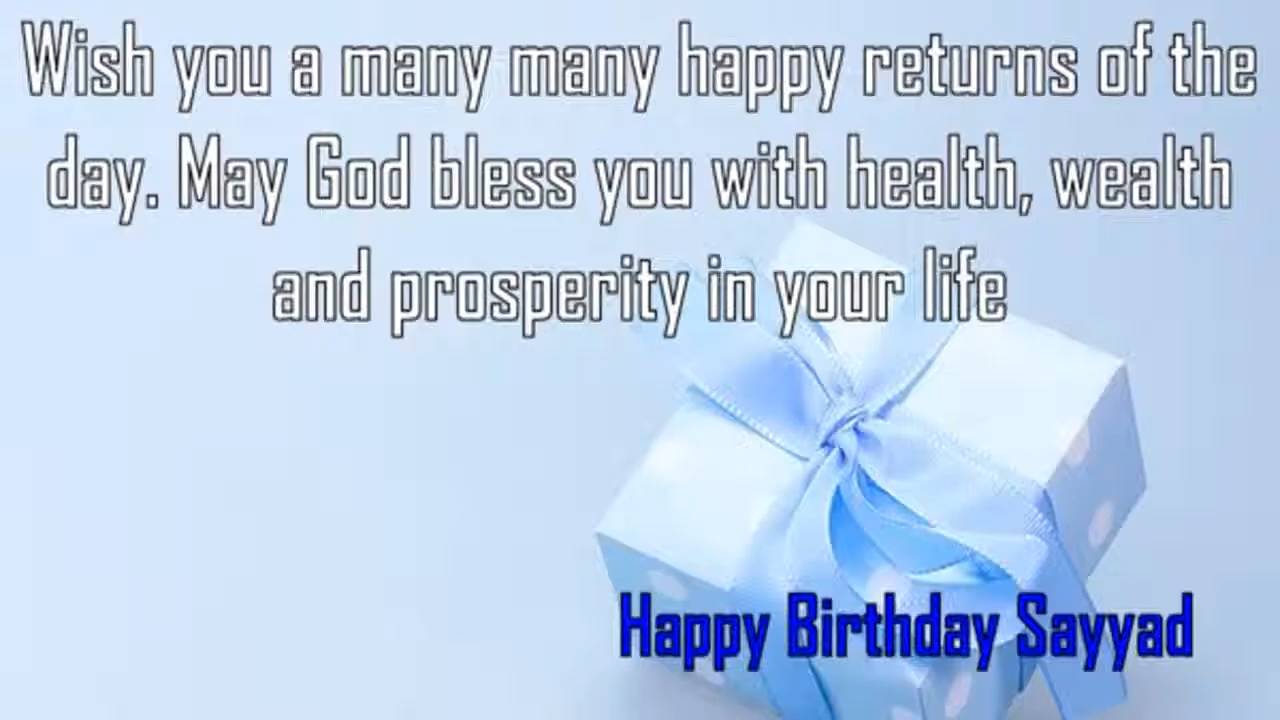 Wish you a many many happy returns of the
day. May God bless you with health, wealth
and prosperity in your life
Happy Birthday Sayyad